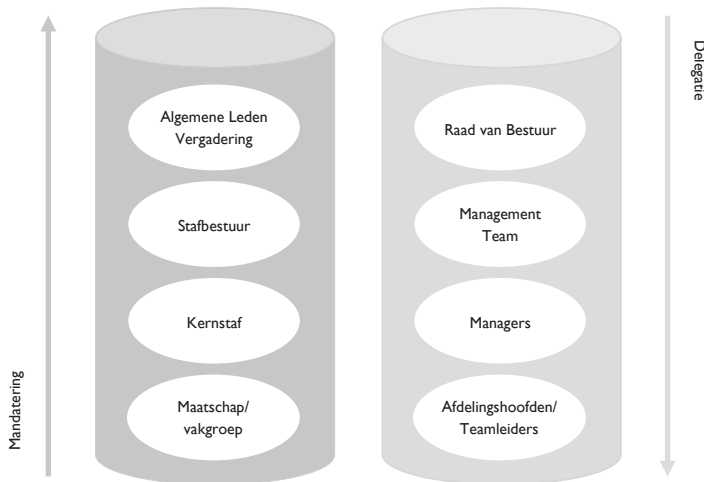 Algemene Leden
Vergadering
Stafbestuur
Kernstaf
Maatschap/
vakgroep
Mandatering
Raad van Bestuur
Management
Team
Managers
Afdelingshoofden/
Teamleiders
Delegatie